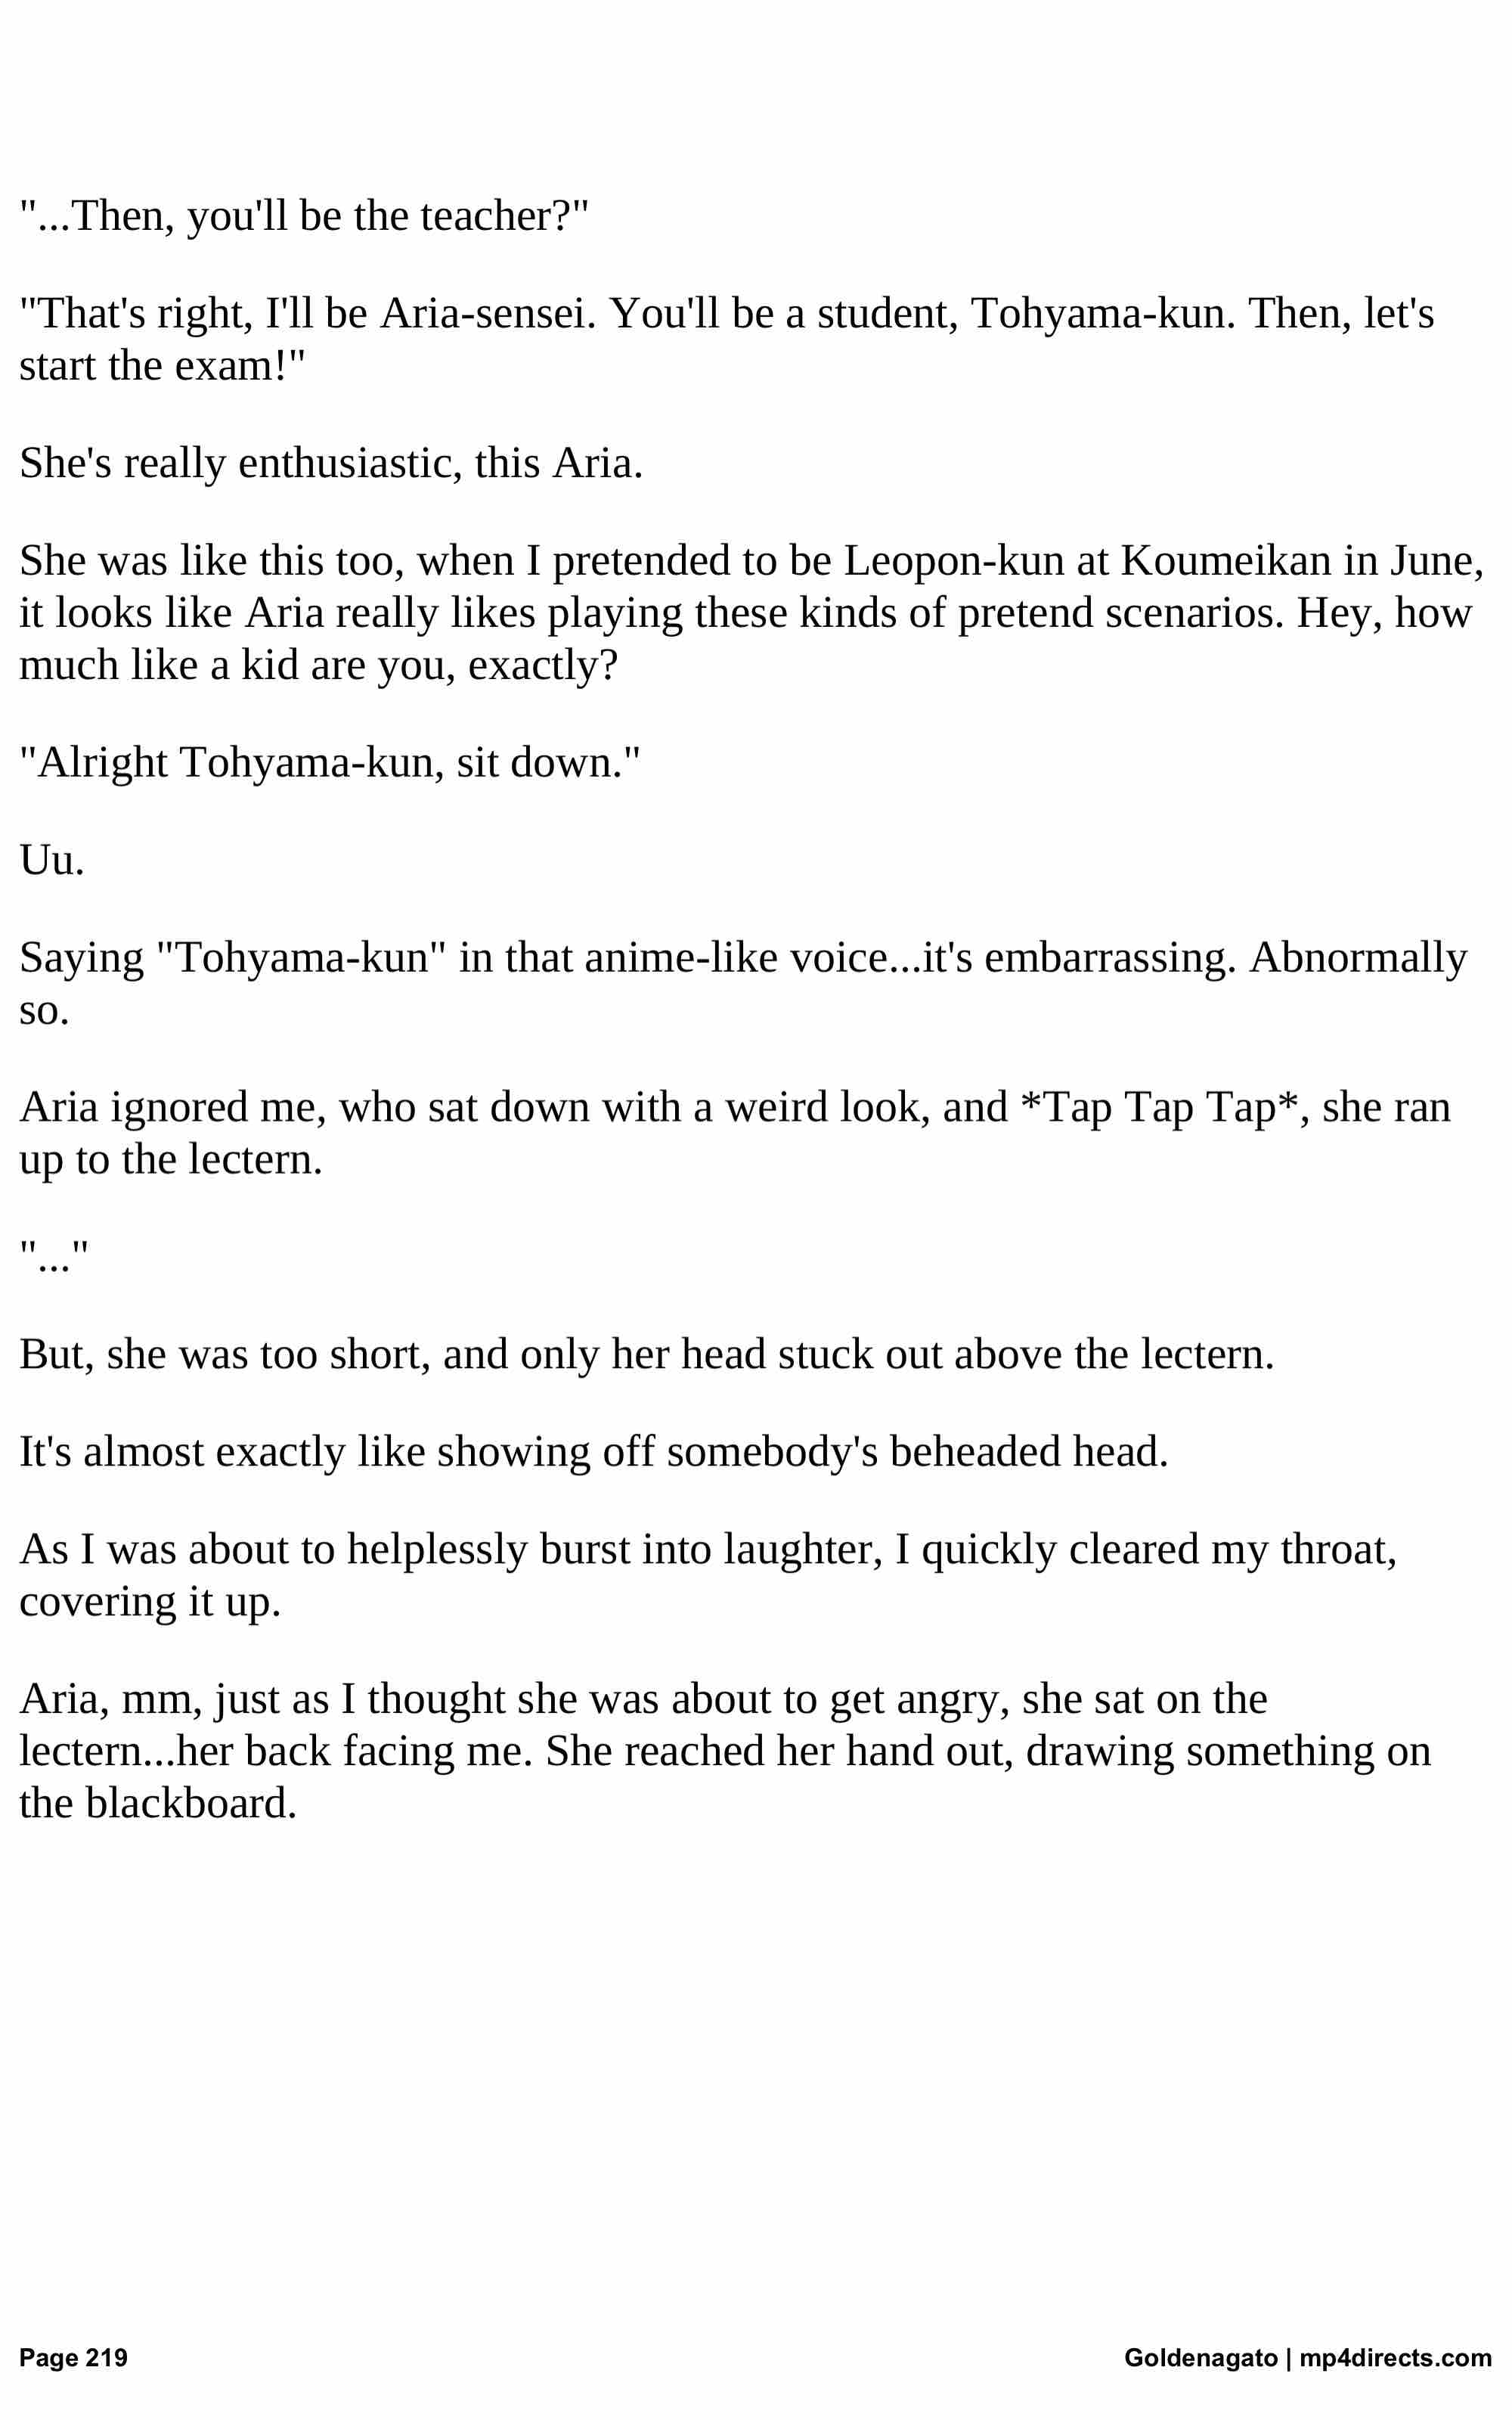 "...Then, you'll be the teacher?"
"That's right, I'll be Aria-sensei. You'll be a student, Tohyama-kun. Then, let's
start the exam!"
She's really enthusiastic, this Aria.
She was like this too, when I pretended to be Leopon-kun at Koumeikan in June,
it looks like Aria really likes playing these kinds of pretend scenarios. Hey, how
much like a kid are you, exactly?
"Alright Tohyama-kun, sit down."
Uu.
Saying "Tohyama-kun" in that anime-like voice...it's embarrassing. Abnormally
so.
Aria ignored me, who sat down with a weird look, and *Tap Tap Tap*, she ran
up to the lectern.
"..."
But, she was too short, and only her head stuck out above the lectern.
It's almost exactly like showing off somebody's beheaded head.
As I was about to helplessly burst into laughter, I quickly cleared my throat,
covering it up.
Aria, mm, just as I thought she was about to get angry, she sat on the
lectern...her back facing me. She reached her hand out, drawing something on
the blackboard.
Page 219
Goldenagato | mp4directs.com